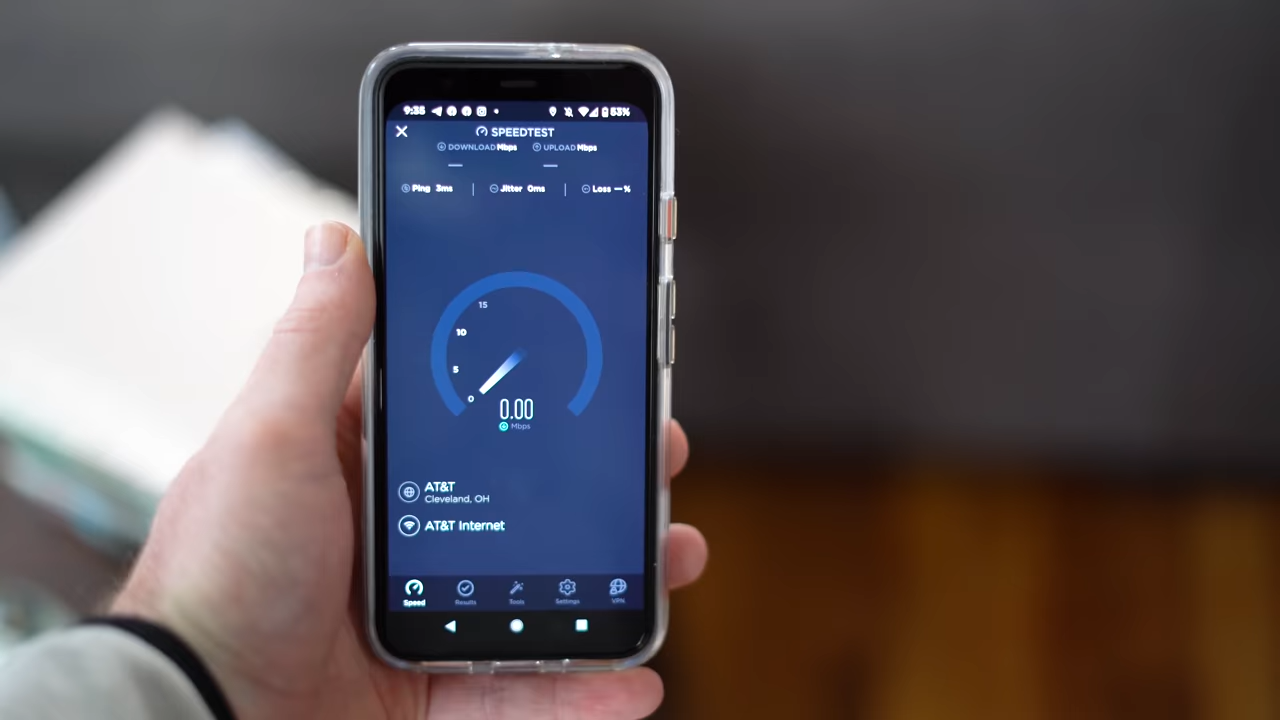 9:35 53%
SPEEDTEST
DOWNLOAD Mbps UPLOAD Mbps
Ping 3ms Jitter 0ms Loss — %
15
10
5
0
0.00
Mbps
AT&T
Cleveland, OH
AT&T Internet
Speed Results Tools Settings VPN